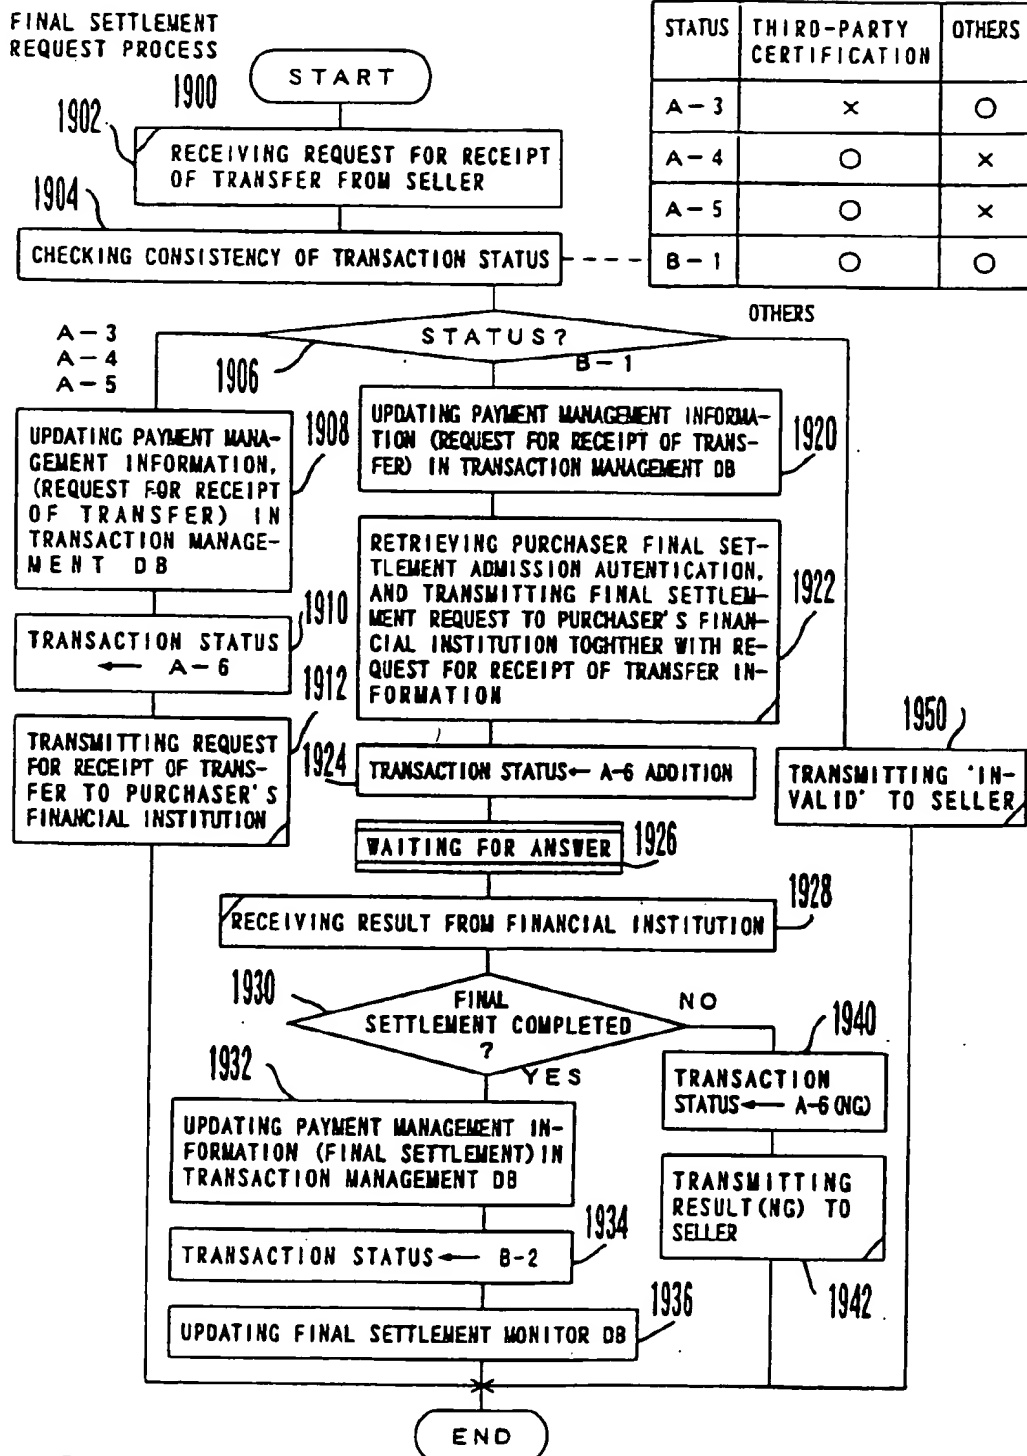 FINAL SETTLEMENT
REQUEST PROCESS
START
1900
1902
RECEIVING REQUEST FOR RECEIPT
OF TRANSFER FROM SELLER
1904
CHECKING CONSISTENCY OF TRANSACTION STATUS
STATUS THIRD-PARTY CERTIFICATION OTHERS
A-3 × ○
A-4 ○ ×
A-5 ○ ×
B-1 ○ ○
STATUS?
1906
A-3
A-4
A-5
B-1
OTHERS
UPDATING PAYMENT MANA-
GEMENT INFORMATION,
(REQUEST FOR RECEIPT
OF TRANSFER) IN
TRANSACTION MANAGE-
MENT DB
1908
TRANSACTION STATUS
← A-6
1910
TRANSMITTING REQUEST
FOR RECEIPT OF TRANS-
FER TO PURCHASER'S
FINANCIAL INSTITUTION
1912
UPDATING PAYMENT MANAGEMENT INFORMA-
TION (REQUEST FOR RECEIPT OF TRANS-
FER) IN TRANSACTION MANAGEMENT DB
1920
RETRIEVING PURCHASER FINAL SET-
TLEMENT ADMISSION AUTENTICATION,
AND TRANSMITTING FINAL SETTLEM-
MENT REQUEST TO PURCHASER'S FINAN-
CIAL INSTITUTION TOGHTHER WITH RE-
QUEST FOR RECEIPT OF TRANSFER IN-
FORMATION
1922
1924
TRANSACTION STATUS← A-6 ADDITION
WAITING FOR ANSWER
1926
RECEIVING RESULT FROM FINANCIAL INSTITUTION
1928
1930
FINAL
SETTLEMENT COMPLETED
?
NO
YES
1932
UPDATING PAYMENT MANAGEMENT IN-
FORMATION (FINAL SETTLEMENT) IN
TRANSACTION MANAGEMENT DB
TRANSACTION STATUS← B-2
1934
UPDATING FINAL SETTLEMENT MONITOR DB
1936
1940
TRANSACTION
STATUS← A-6 (NG)
TRANSMITTING
RESULT(NG) TO
SELLER
1942
1950
TRANSMITTING 'IN-
VALID' TO SELLER
END